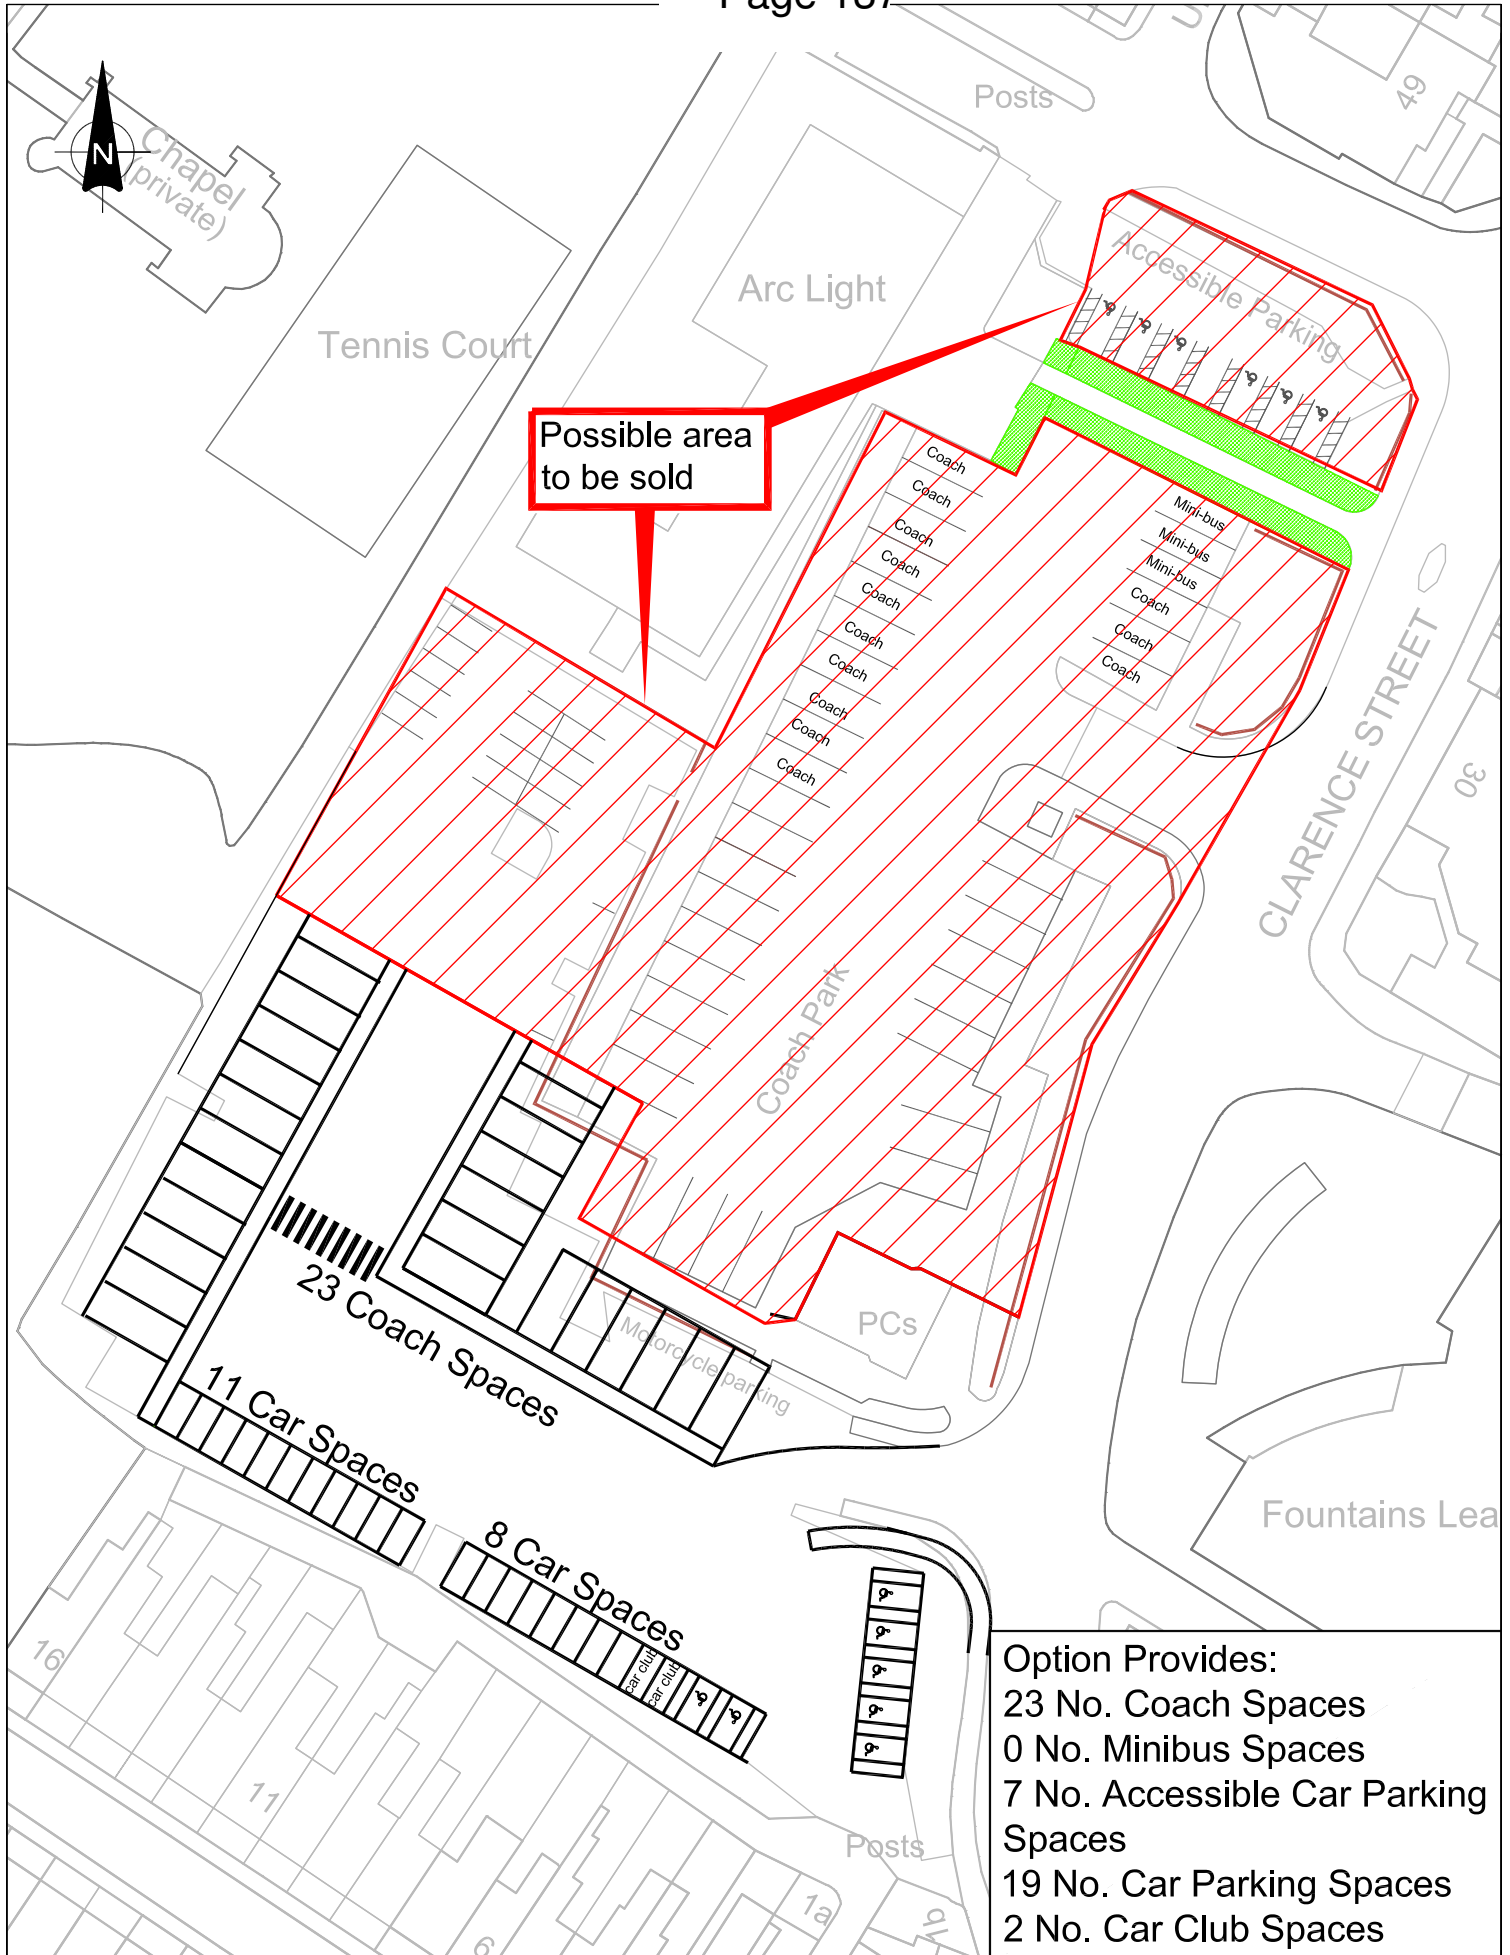 Page 187
Posts
49
N
Chapel
(private)
Accessible Parking
Arc Light
Tennis Court
Possible area
to be sold
Coach
Coach
Coach
Coach
Coach
Coach
Coach
Coach
Coach
Coach
Mini-bus
Mini-bus
Mini-bus
Coach
Coach
Coach
CLARENCE STREET
30
Coach Park
23 Coach Spaces
PCs
Motorcycle parking
11 Car Spaces
8 Car Spaces
car club
car club
Fountains Lea
16
11
6
Posts
1a
Option Provides:
23 No. Coach Spaces
0 No. Minibus Spaces
7 No. Accessible Car Parking
Spaces
19 No. Car Parking Spaces
2 No. Car Club Spaces